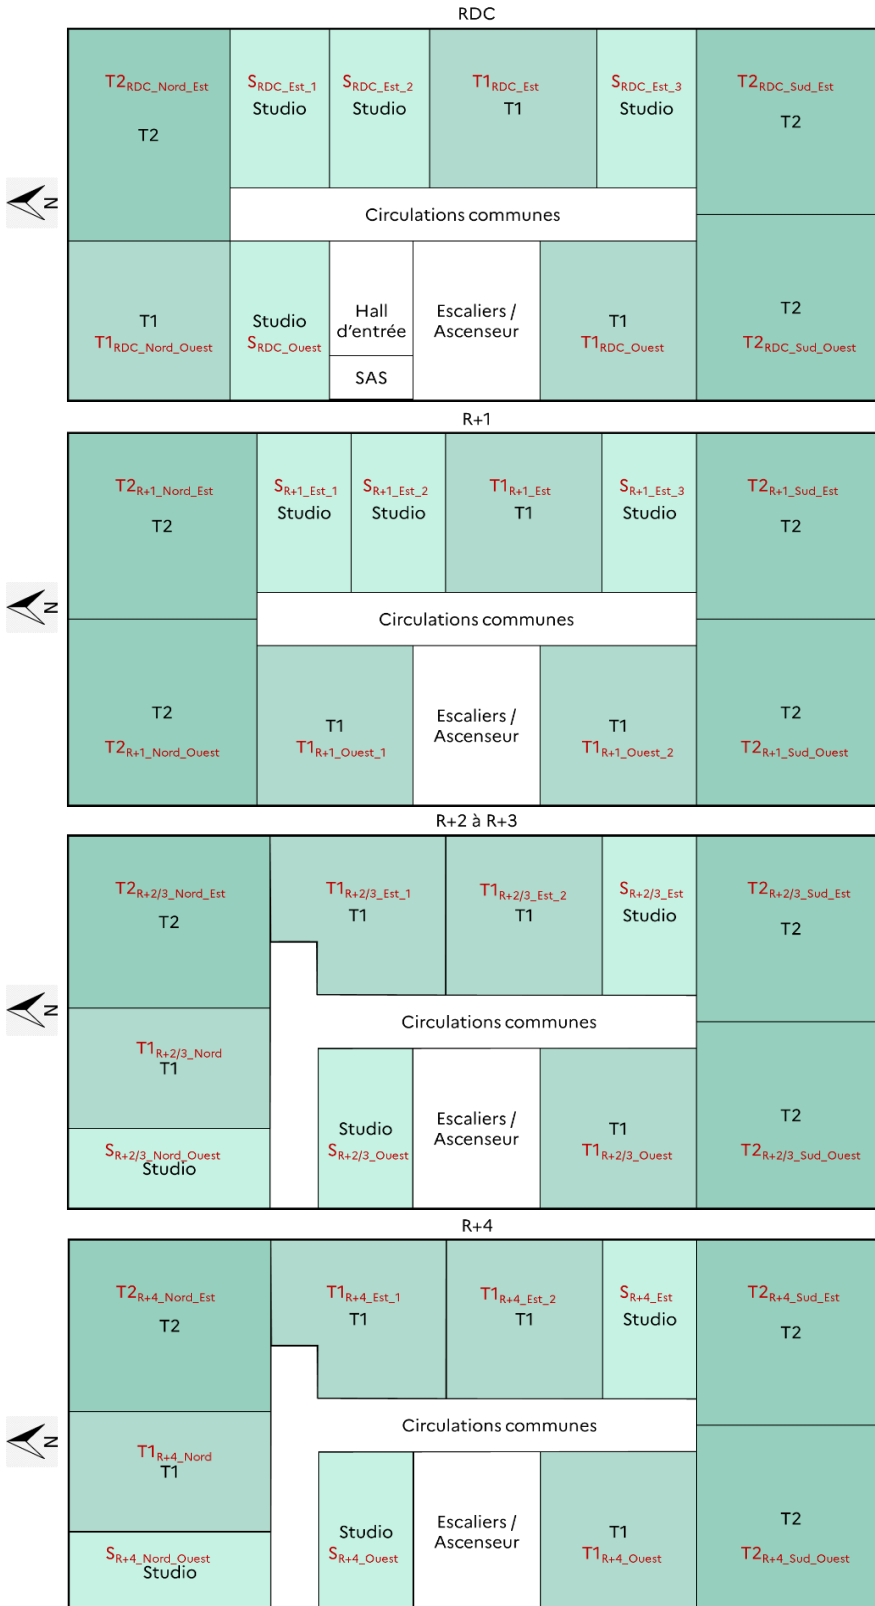 RDC
T2RDC_Nord_Est
T2
SRDC_Est_1
Studio
SRDC_Est_2
Studio
T1RDC_Est
T1
SRDC_Est_3
Studio
T2RDC_Sud_Est
T2
N
Circulations communes
T1
T1RDC_Nord_Ouest
Studio
SRDC_Ouest
Hall
d'entrée
SAS
Escaliers /
Ascenseur
T1
T1RDC_Ouest
T2
T2RDC_Sud_Ouest
R+1
T2R+1_Nord_Est
T2
SR+1_Est_1
Studio
SR+1_Est_2
Studio
T1R+1_Est
T1
SR+1_Est_3
Studio
T2R+1_Sud_Est
T2
N
Circulations communes
T2
T2R+1_Nord_Ouest
T1
T1R+1_Ouest_1
Escaliers /
Ascenseur
T1
T1R+1_Ouest_2
T2
T2R+1_Sud_Ouest
R+2 à R+3
T2R+2/3_Nord_Est
T2
T1R+2/3_Est_1
T1
T1R+2/3_Est_2
T1
SR+2/3_Est
Studio
T2R+2/3_Sud_Est
T2
N
Circulations communes
T1R+2/3_Nord
T1
SR+2/3_Nord_Ouest
Studio
Studio
SR+2/3_Ouest
Escaliers /
Ascenseur
T1
T1R+2/3_Ouest
T2
T2R+2/3_Sud_Ouest
R+4
T2R+4_Nord_Est
T2
T1R+4_Est_1
T1
T1R+4_Est_2
T1
SR+4_Est
Studio
T2R+4_Sud_Est
T2
N
Circulations communes
T1R+4_Nord
T1
SR+4_Nord_Ouest
Studio
Studio
SR+4_Ouest
Escaliers /
Ascenseur
T1
T1R+4_Ouest
T2
T2R+4_Sud_Ouest